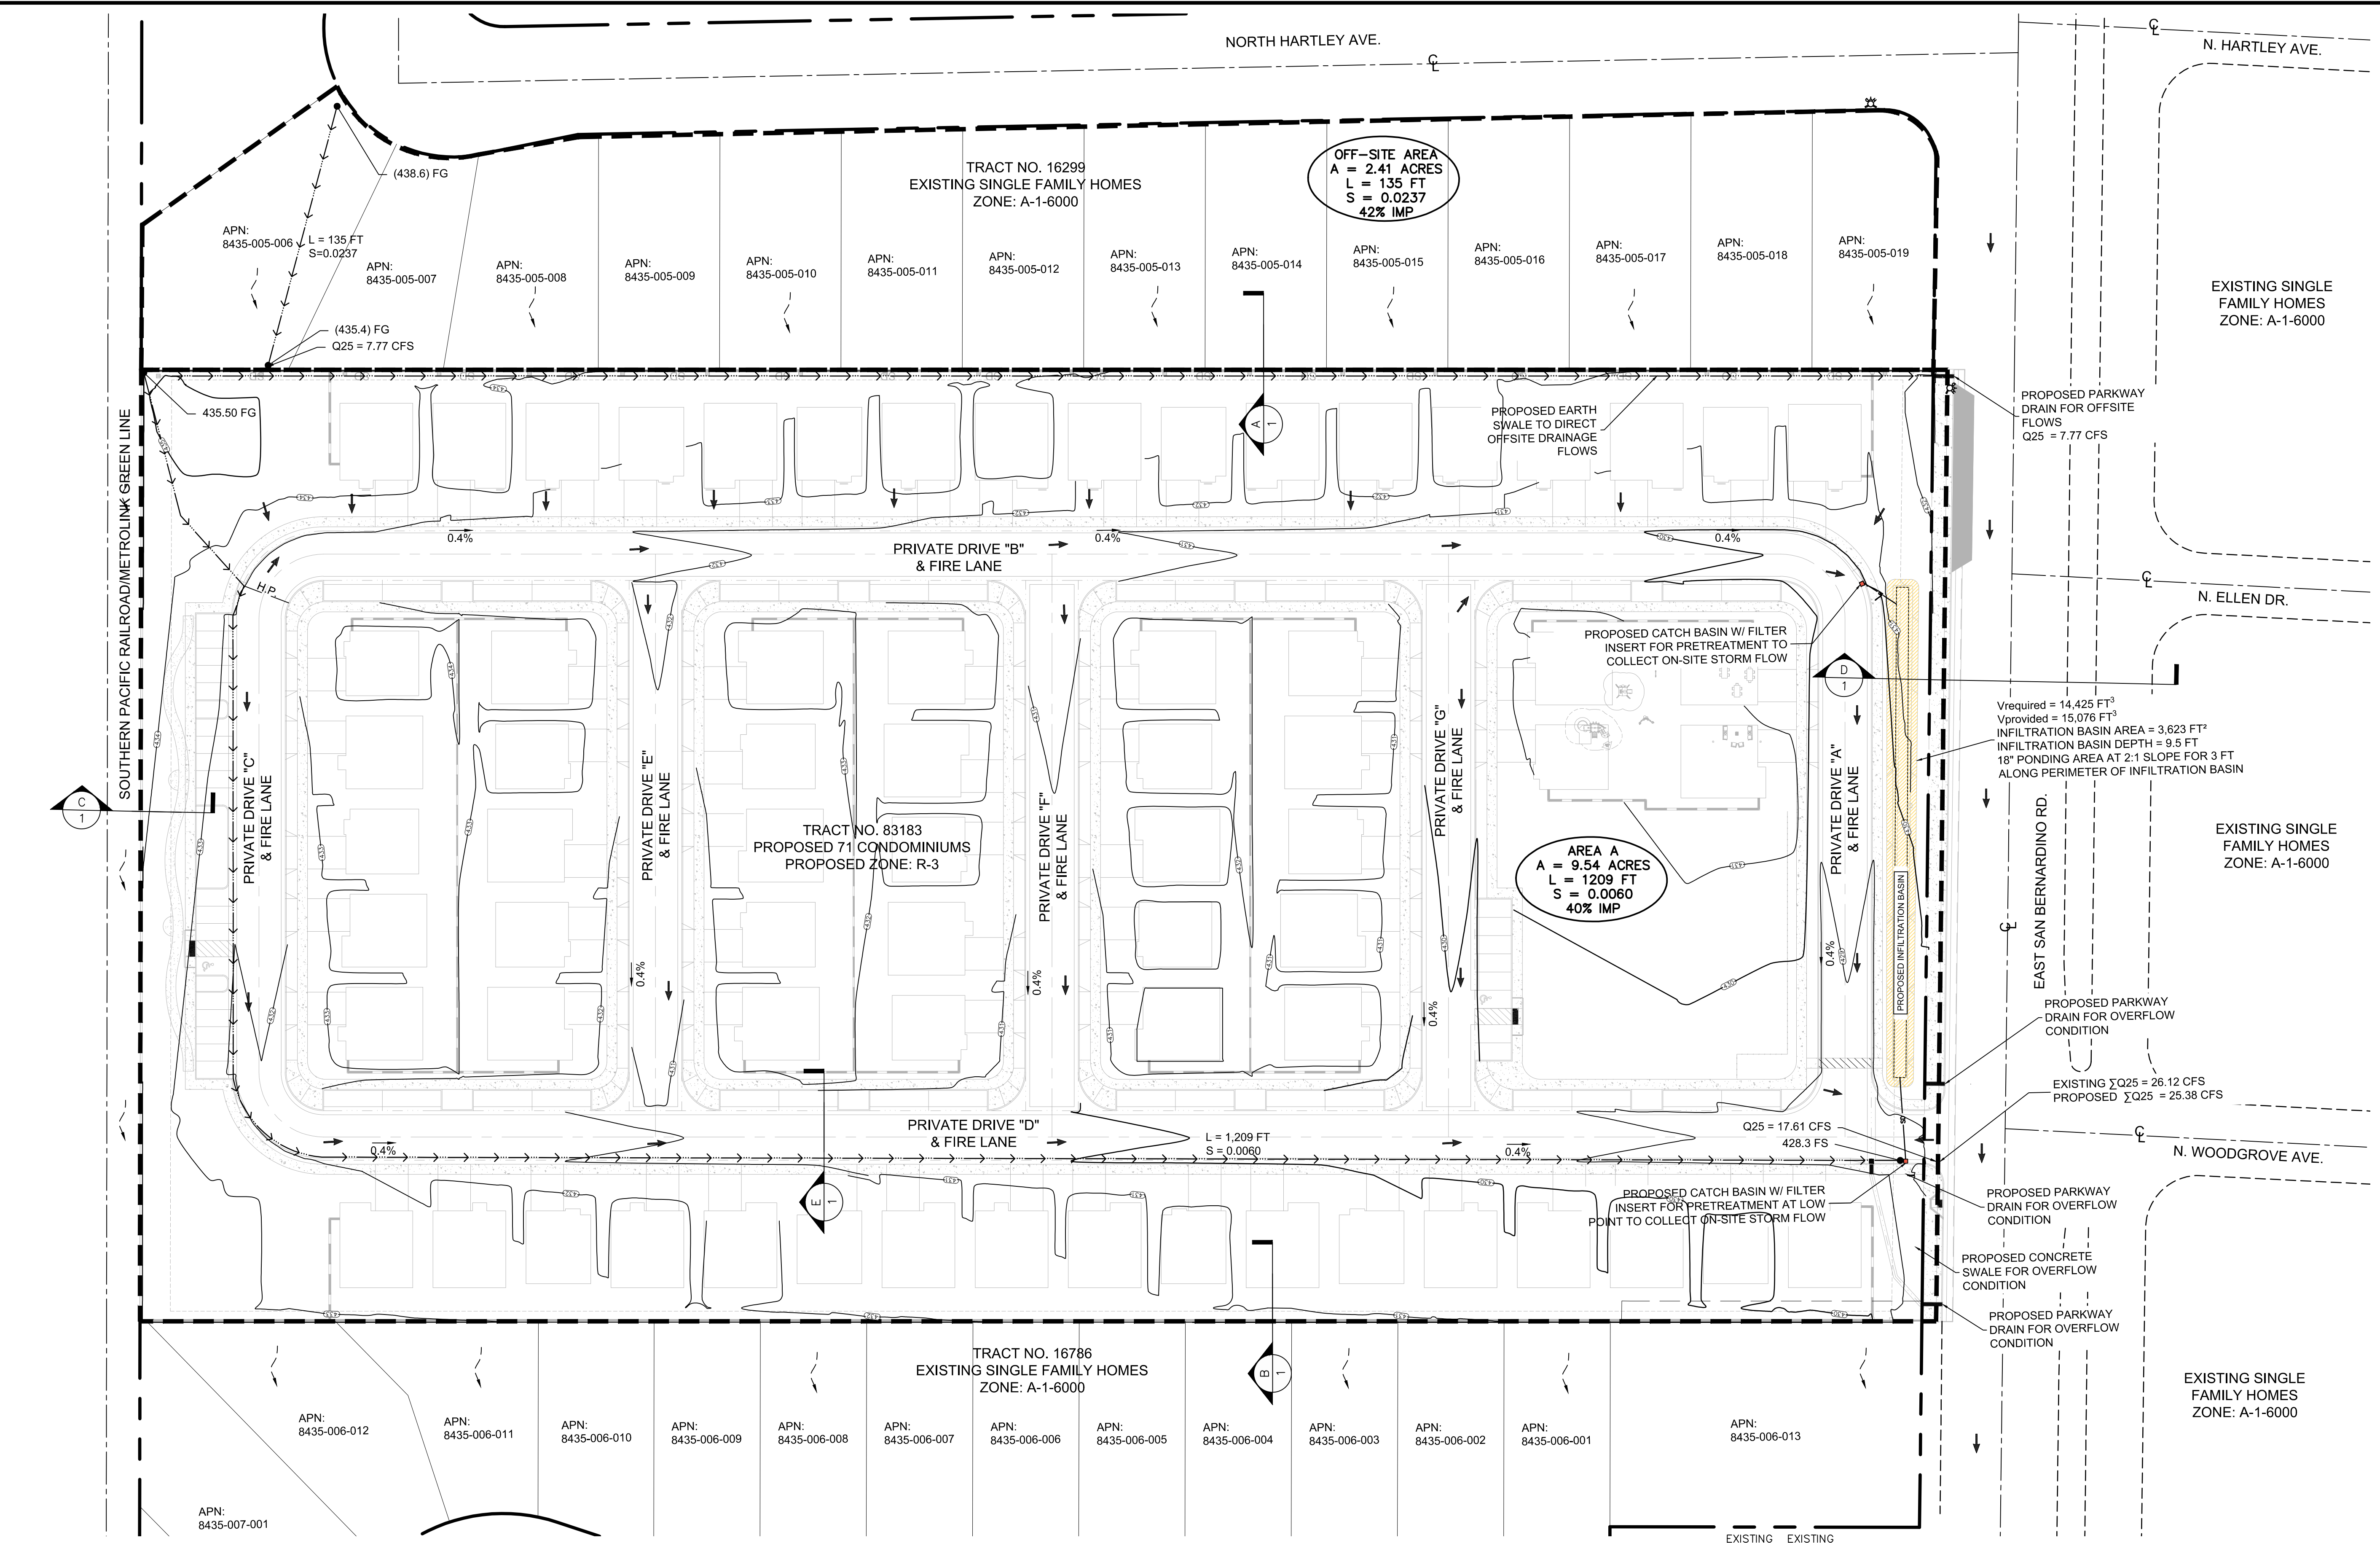 NORTH HARTLEY AVE.
℄
℄
N. HARTLEY AVE.
(438.6) FG
TRACT NO. 16299
EXISTING SINGLE FAMILY HOMES
ZONE: A-1-6000
OFF-SITE AREA
A = 2.41 ACRES
L = 135 FT
S = 0.0237
42% IMP
APN:
8435-005-006
L = 135 FT
S=0.0237
APN:
8435-005-007
APN:
8435-005-008
APN:
8435-005-009
APN:
8435-005-010
APN:
8435-005-011
APN:
8435-005-012
APN:
8435-005-013
APN:
8435-005-014
APN:
8435-005-015
APN:
8435-005-016
APN:
8435-005-017
APN:
8435-005-018
APN:
8435-005-019
EXISTING SINGLE
FAMILY HOMES
ZONE: A-1-6000
(435.4) FG
Q25 = 7.77 CFS
435.50 FG
A
1
PROPOSED EARTH
SWALE TO DIRECT
OFFSITE DRAINAGE
FLOWS
PROPOSED PARKWAY
DRAIN FOR OFFSITE
FLOWS
Q25 = 7.77 CFS
SOUTHERN PACIFIC RAILROAD/METROLINK GREEN LINE
0.4%
PRIVATE DRIVE "B"
& FIRE LANE
0.4%
0.4%
H.P.
℄
N. ELLEN DR.
PROPOSED CATCH BASIN W/ FILTER
INSERT FOR PRETREATMENT TO
COLLECT ON-SITE STORM FLOW
D
1
Vrequired = 14,425 FT³
Vprovided = 15,076 FT³
INFILTRATION BASIN AREA = 3,623 FT²
INFILTRATION BASIN DEPTH = 9.5 FT
18" PONDING AREA AT 2:1 SLOPE FOR 3 FT
ALONG PERIMETER OF INFILTRATION BASIN
C
1
PRIVATE DRIVE "C"
& FIRE LANE
PRIVATE DRIVE "E"
& FIRE LANE
0.4%
TRACT NO. 83183
PROPOSED 71 CONDOMINIUMS
PROPOSED ZONE: R-3
PRIVATE DRIVE "F"
& FIRE LANE
0.4%
PRIVATE DRIVE "G"
& FIRE LANE
0.4%
AREA A
A = 9.54 ACRES
L = 1209 FT
S = 0.0060
40% IMP
PRIVATE DRIVE "A"
& FIRE LANE
0.4%
PROPOSED INFILTRATION BASIN
EAST SAN BERNARDINO RD.
℄
EXISTING SINGLE
FAMILY HOMES
ZONE: A-1-6000
PROPOSED PARKWAY
DRAIN FOR OVERFLOW
CONDITION
EXISTING ∑Q25 = 26.12 CFS
PROPOSED ∑Q25 = 25.38 CFS
PRIVATE DRIVE "D"
& FIRE LANE
0.4%
L = 1,209 FT
S = 0.0060
0.4%
Q25 = 17.61 CFS
428.3 FS
℄
N. WOODGROVE AVE.
E
1
PROPOSED CATCH BASIN W/ FILTER
INSERT FOR PRETREATMENT AT LOW
POINT TO COLLECT ON-SITE STORM FLOW
PROPOSED PARKWAY
DRAIN FOR OVERFLOW
CONDITION
PROPOSED CONCRETE
SWALE FOR OVERFLOW
CONDITION
PROPOSED PARKWAY
DRAIN FOR OVERFLOW
CONDITION
B
1
TRACT NO. 16786
EXISTING SINGLE FAMILY HOMES
ZONE: A-1-6000
EXISTING SINGLE
FAMILY HOMES
ZONE: A-1-6000
APN:
8435-006-012
APN:
8435-006-011
APN:
8435-006-010
APN:
8435-006-009
APN:
8435-006-008
APN:
8435-006-007
APN:
8435-006-006
APN:
8435-006-005
APN:
8435-006-004
APN:
8435-006-003
APN:
8435-006-002
APN:
8435-006-001
APN:
8435-006-013
APN:
8435-007-001
EXISTING EXISTING